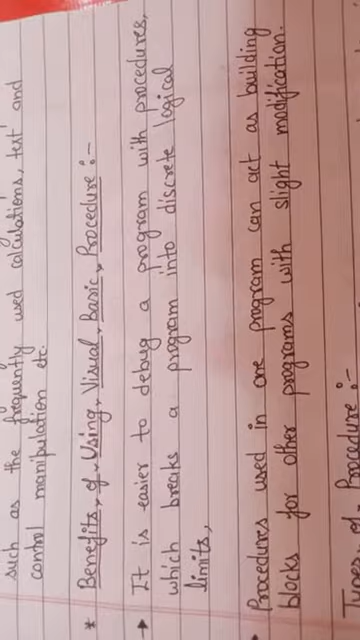 such as the frequently used calculations, text and
control manipulation etc.
* Benefits of Using Visual Basic Procedure :-
→ It is easier to debug a program with procedures,
which breaks a program into discrete logical
limits,
Procedures used in one program can act as building
blocks for other programs with slight modification.
Types of Procedure :-